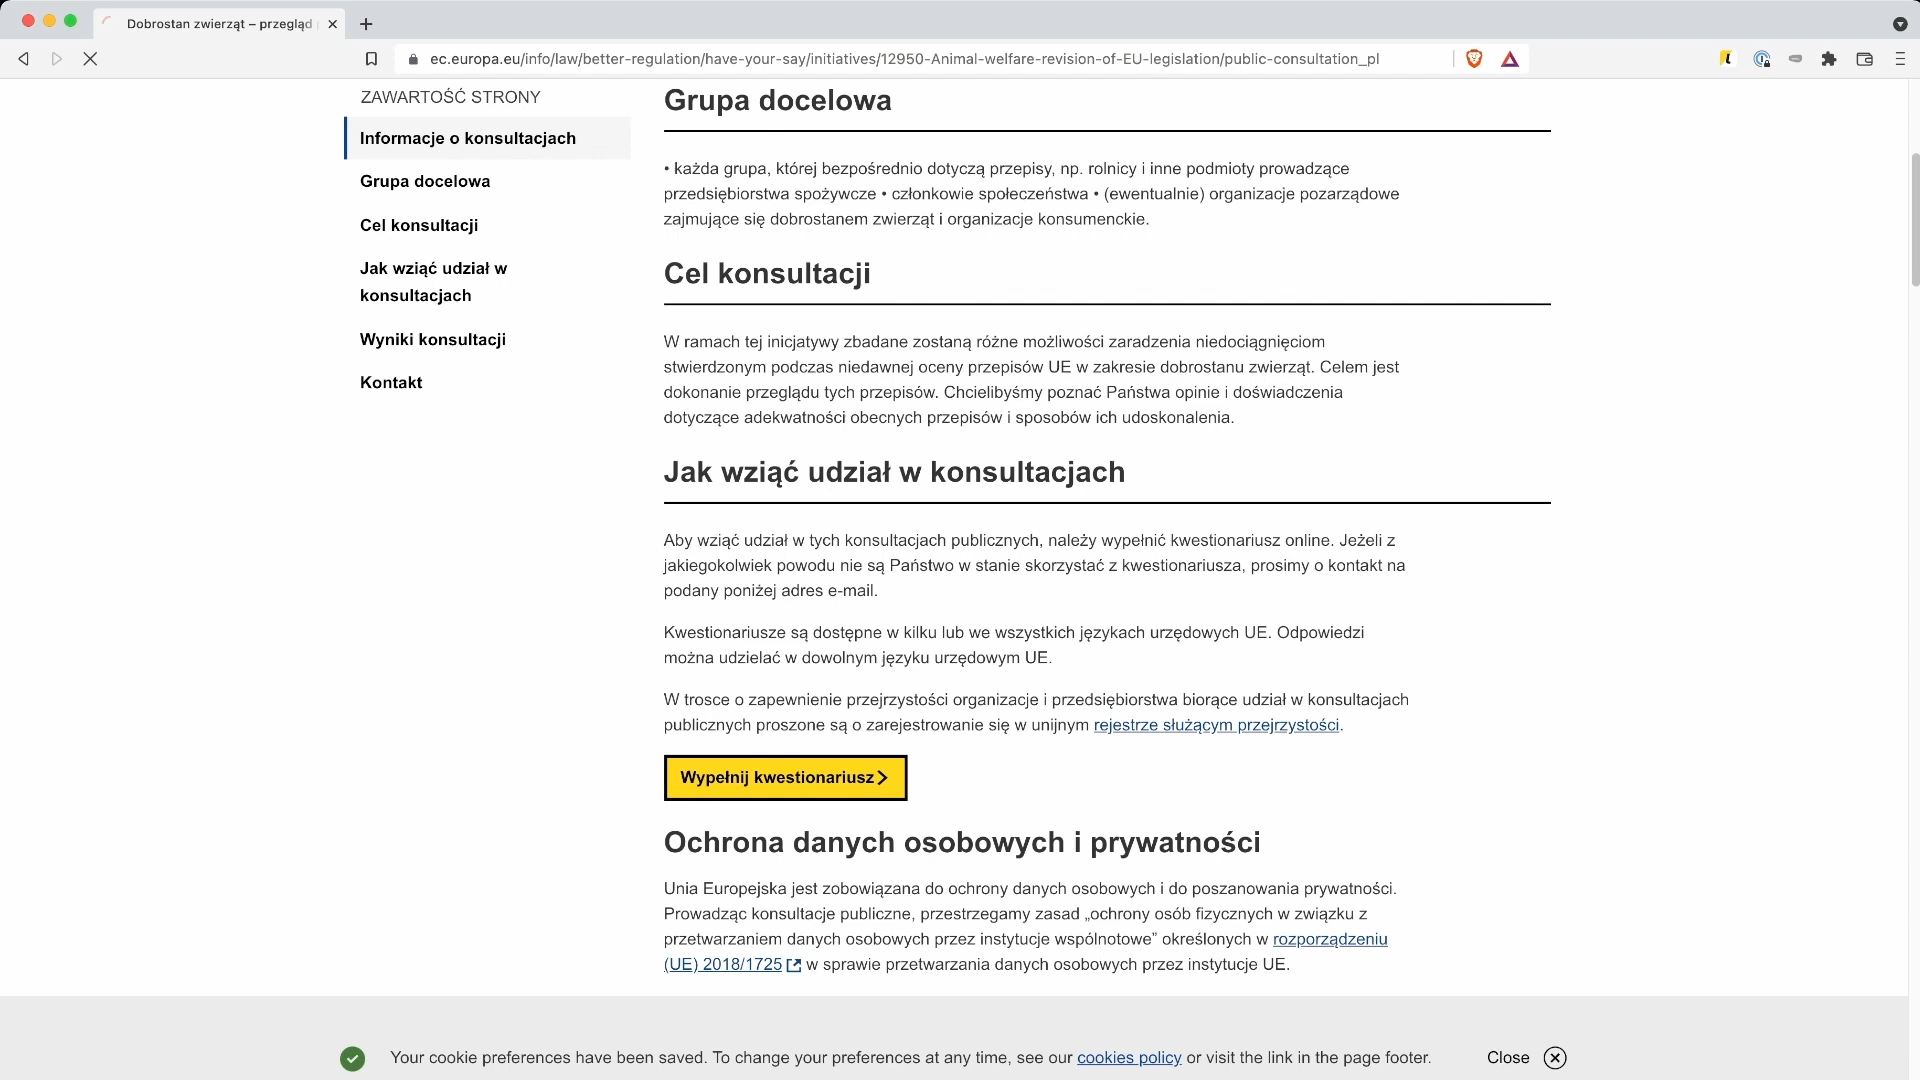 Dobrostan zwierząt – przegląd
ec.europa.eu/info/law/better-regulation/have-your-say/initiatives/12950-Animal-welfare-revision-of-EU-legislation/public-consultation_pl
ZAWARTOŚĆ STRONY
Informacje o konsultacjach
Grupa docelowa
Cel konsultacji
Jak wziąć udział w
konsultacjach
Wyniki konsultacji
Kontakt
Grupa docelowa
• każda grupa, której bezpośrednio dotyczą przepisy, np. rolnicy i inne podmioty prowadzące
przedsiębiorstwa spożywcze • członkowie społeczeństwa • (ewentualnie) organizacje pozarządowe
zajmujące się dobrostanem zwierząt i organizacje konsumenckie.
Cel konsultacji
W ramach tej inicjatywy zbadane zostaną różne możliwości zaradzenia niedociągnięciom
stwierdzonym podczas niedawnej oceny przepisów UE w zakresie dobrostanu zwierząt. Celem jest
dokonanie przeglądu tych przepisów. Chcielibyśmy poznać Państwa opinie i doświadczenia
dotyczące adekwatności obecnych przepisów i sposobów ich udoskonalenia.
Jak wziąć udział w konsultacjach
Aby wziąć udział w tych konsultacjach publicznych, należy wypełnić kwestionariusz online. Jeżeli z
jakiegokolwiek powodu nie są Państwo w stanie skorzystać z kwestionariusza, prosimy o kontakt na
podany poniżej adres e-mail.
Kwestionariusze są dostępne w kilku lub we wszystkich językach urzędowych UE. Odpowiedzi
można udzielać w dowolnym języku urzędowym UE.
W trosce o zapewnienie przejrzystości organizacje i przedsiębiorstwa biorące udział w konsultacjach
publicznych proszone są o zarejestrowanie się w unijnym rejestrze służącym przejrzystości.
Wypełnij kwestionariusz
Ochrona danych osobowych i prywatności
Unia Europejska jest zobowiązana do ochrony danych osobowych i do poszanowania prywatności.
Prowadząc konsultacje publiczne, przestrzegamy zasad „ochrony osób fizycznych w związku z
przetwarzaniem danych osobowych przez instytucje wspólnotowe” określonych w rozporządzeniu
(UE) 2018/1725 w sprawie przetwarzania danych osobowych przez instytucje UE.
Your cookie preferences have been saved. To change your preferences at any time, see our cookies policy or visit the link in the page footer.
Close